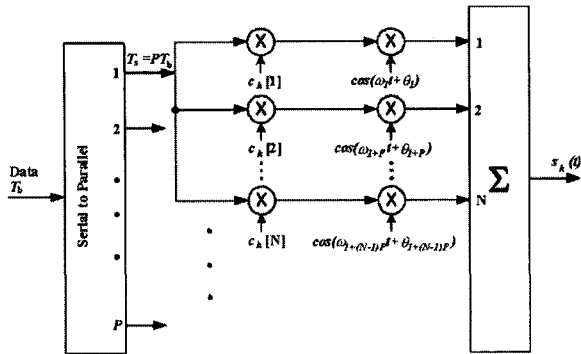 T_s = PT_b
1
c_k[1]
cos(ω_1t+θ_1)
1
2
c_k[2]
cos(ω_{1+P}t+θ_{1+P})
2
Data
T_b
Serial to Parallel
Σ
s_k(t)
N
c_k[N]
cos(ω_{1+(N-1)P}t+θ_{1+(N-1)P})
P